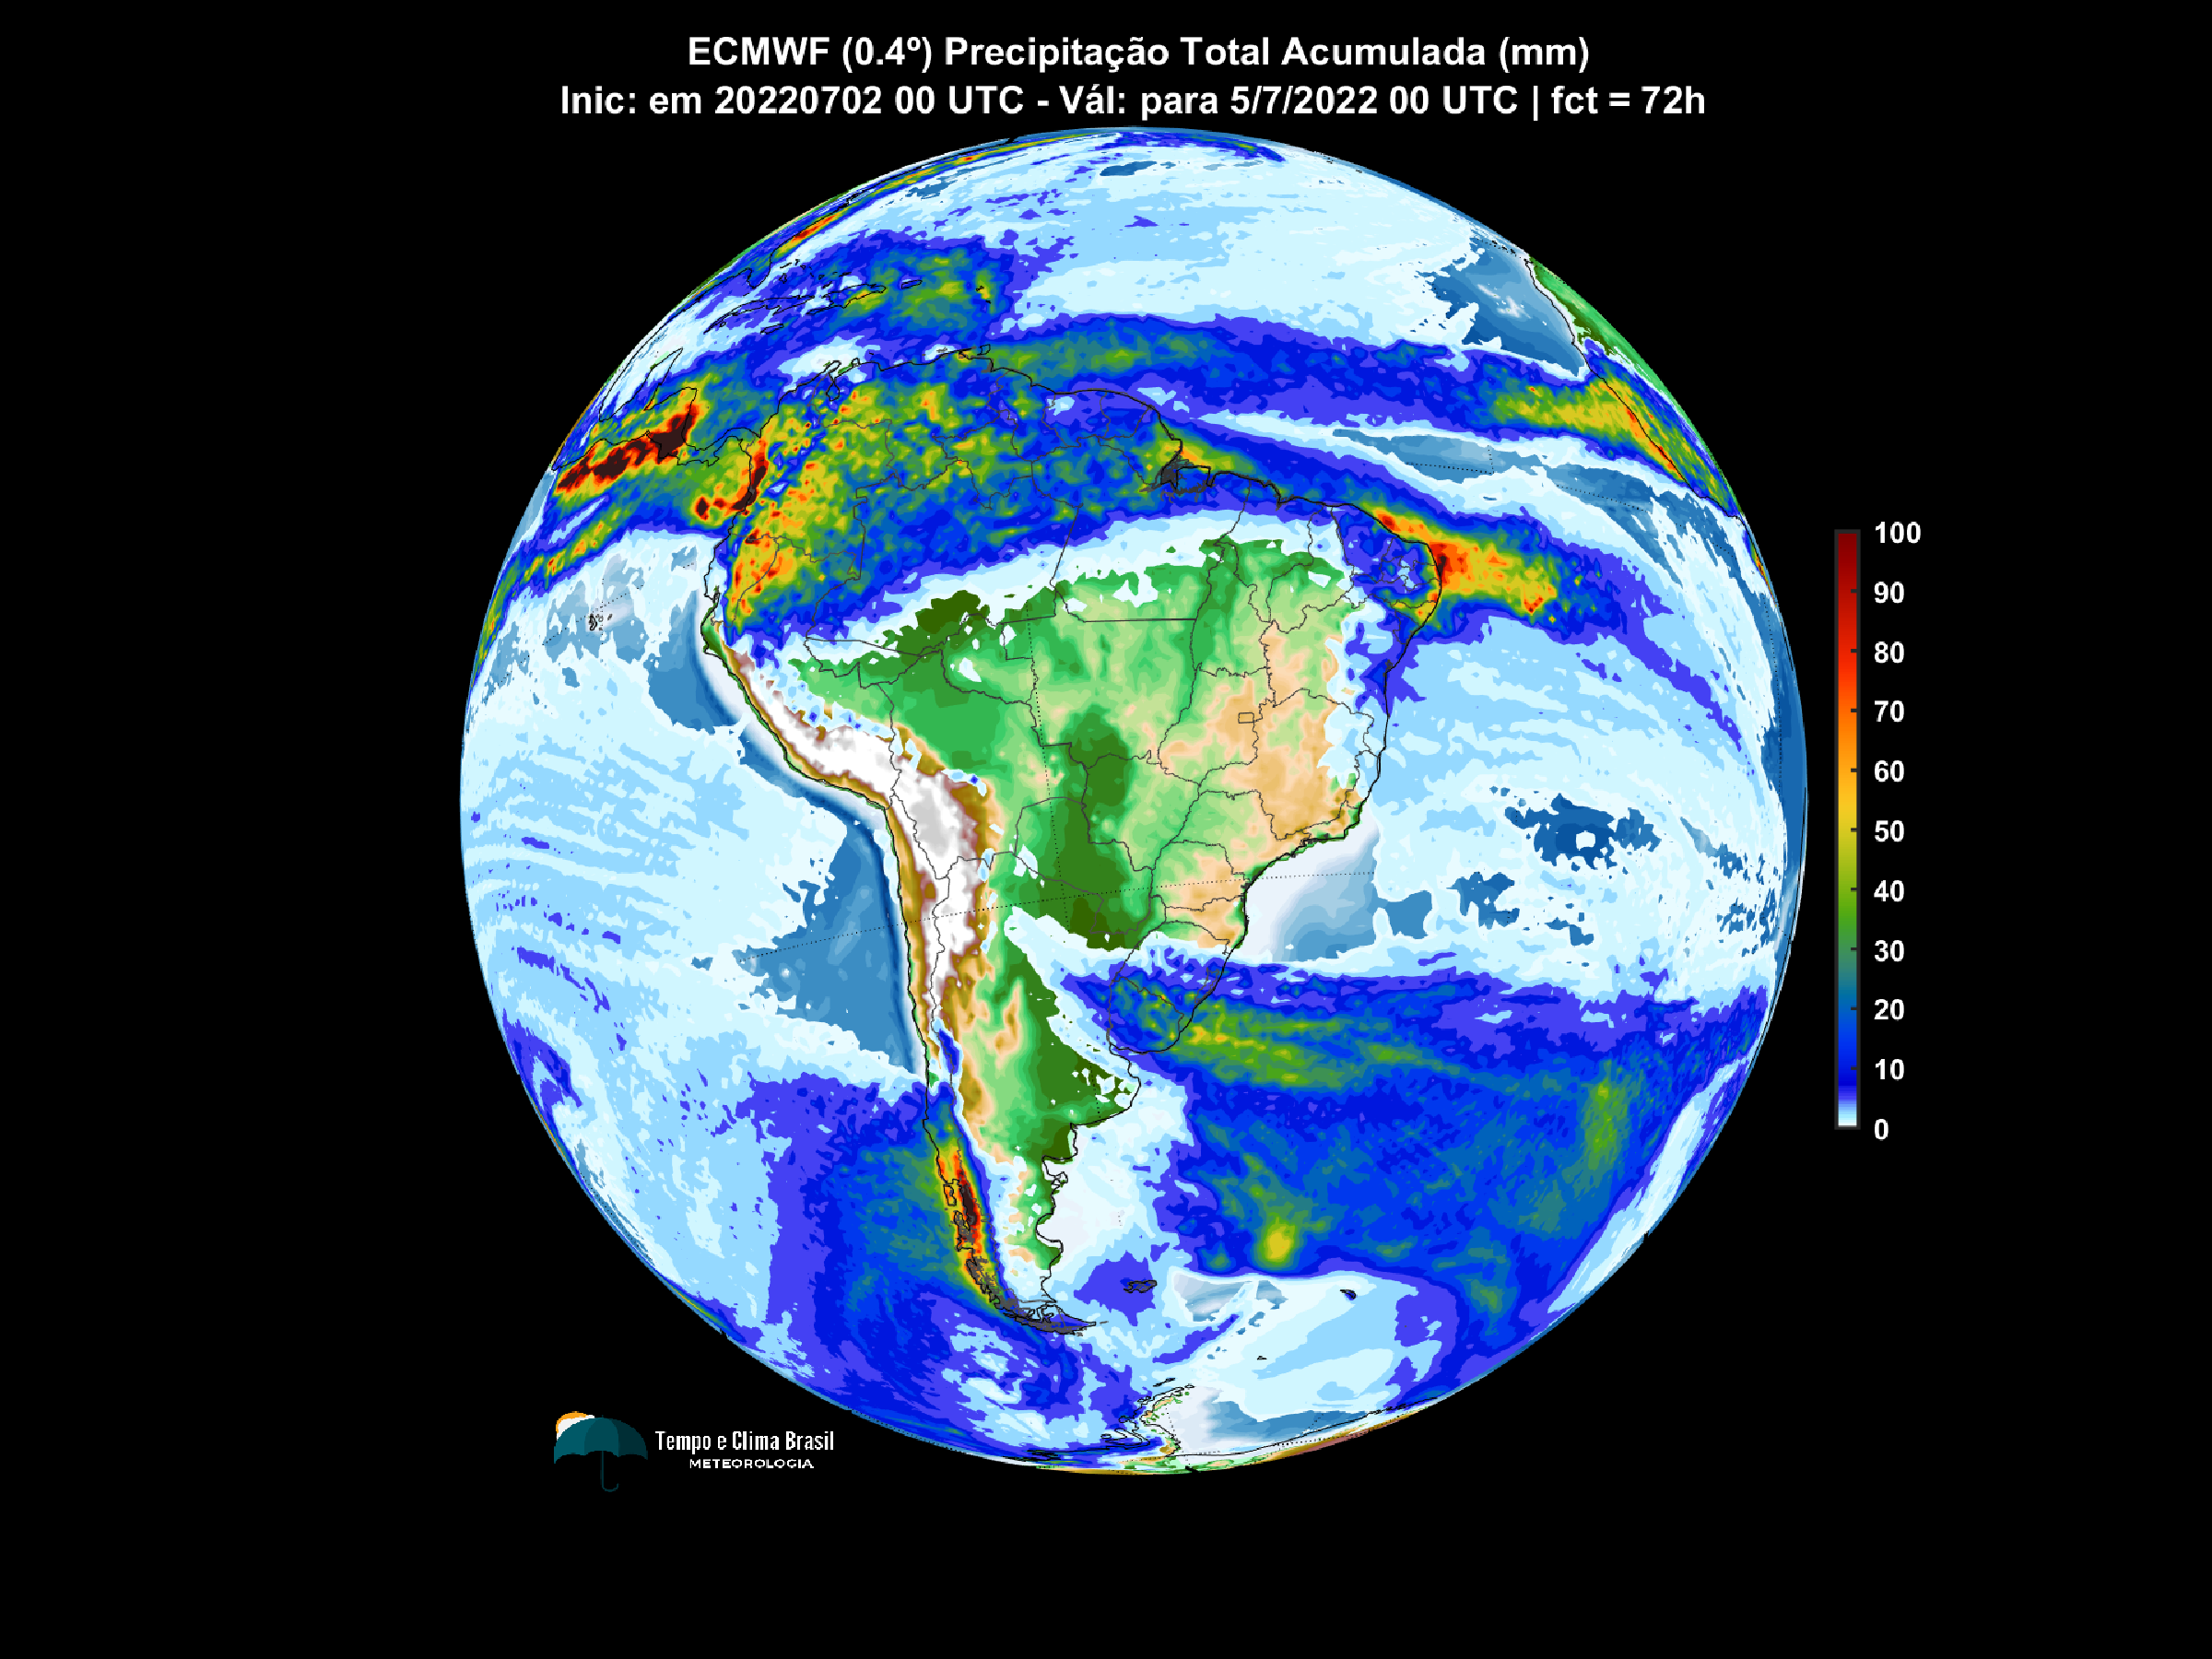 ECMWF (0.4º) Precipitação Total Acumulada (mm)
Inic: em 20220702 00 UTC - Vál: para 5/7/2022 00 UTC | fct = 72h
100
90
80
70
60
50
40
30
20
10
0
Tempo e Clima Brasil
METEOROLOGIA